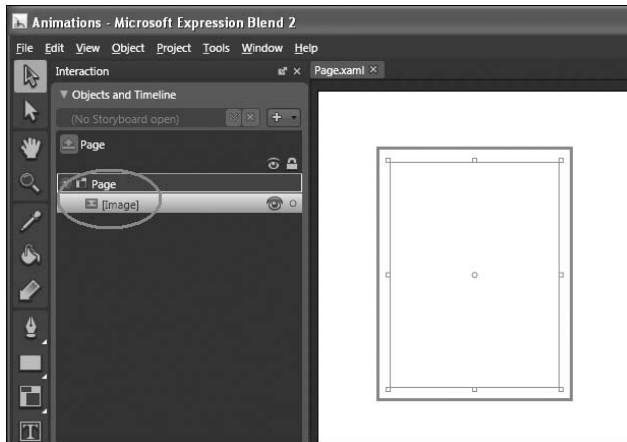 Animations - Microsoft Expression Blend 2
File Edit View Object Project Tools Window Help
Interaction
Page.xaml
Objects and Timeline
(No Storyboard open)
Page
Page
[Image]
T